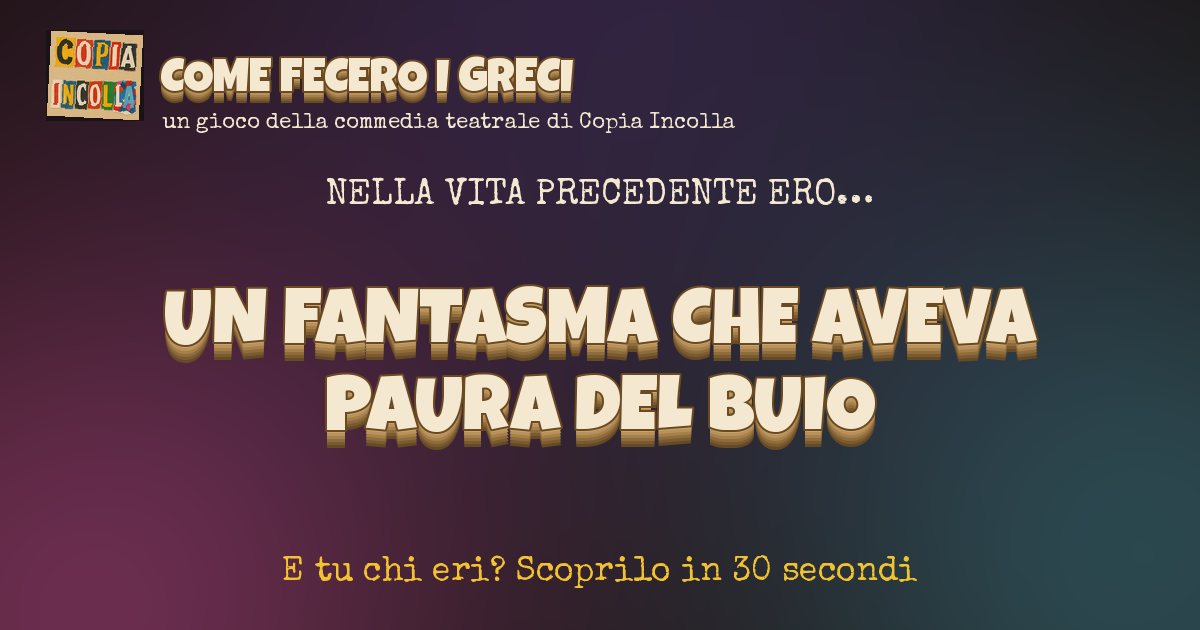 COPIA
INCOLLA
COME FECERO I GRECI
un gioco della commedia teatrale di Copia Incolla
NELLA VITA PRECEDENTE ERO...
UN FANTASMA CHE AVEVA
PAURA DEL BUIO
E tu chi eri? Scoprilo in 30 secondi